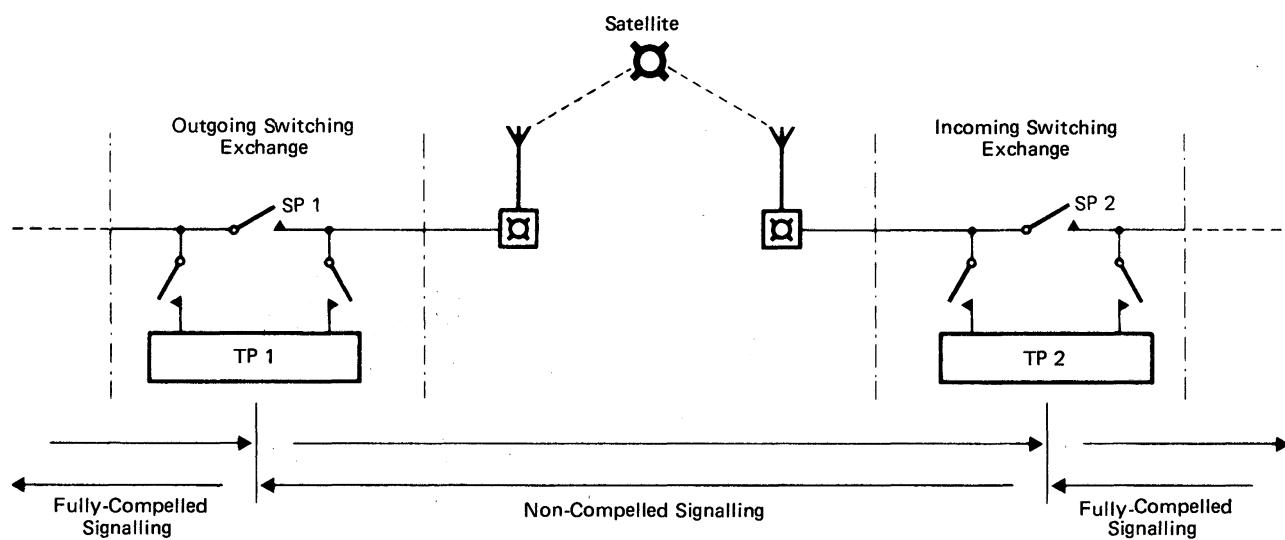 Satellite
Outgoing Switching
Exchange
Incoming Switching
Exchange
SP 1
SP 2
TP 1
TP 2
Fully-Compelled
Signalling
Non-Compelled Signalling
Fully-Compelled
Signalling